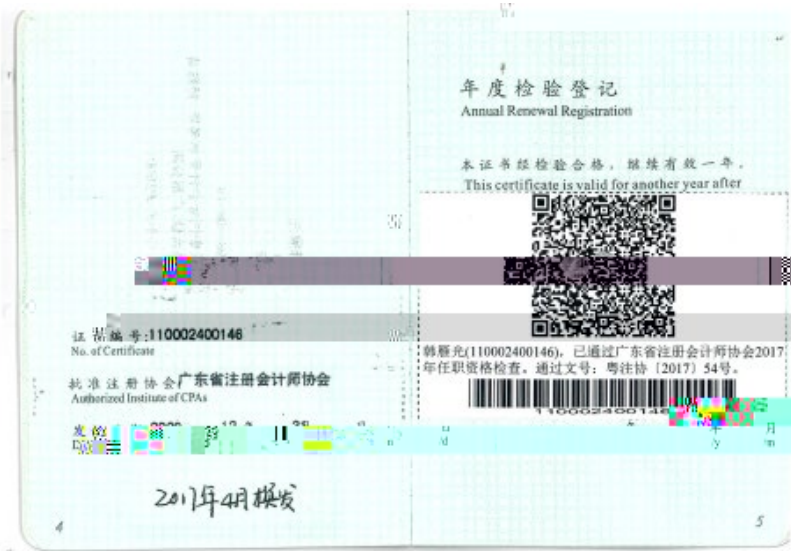 证书编号:110002400146
No. of Certificate
批准注册协会广东省注册会计师协会
Authorized Institute of CPAs
发
2017年4月换发
4
年度检验登记
Annual Renewal Registration
本证书经检验合格，继续有效一年。
This certificate is valid for another year after
(110002400146)，已通过广东省注册会计师协会2017
年任职资格检查。通过文号：粤注协〔2017〕54号。
110002400146
年 月
y m
5